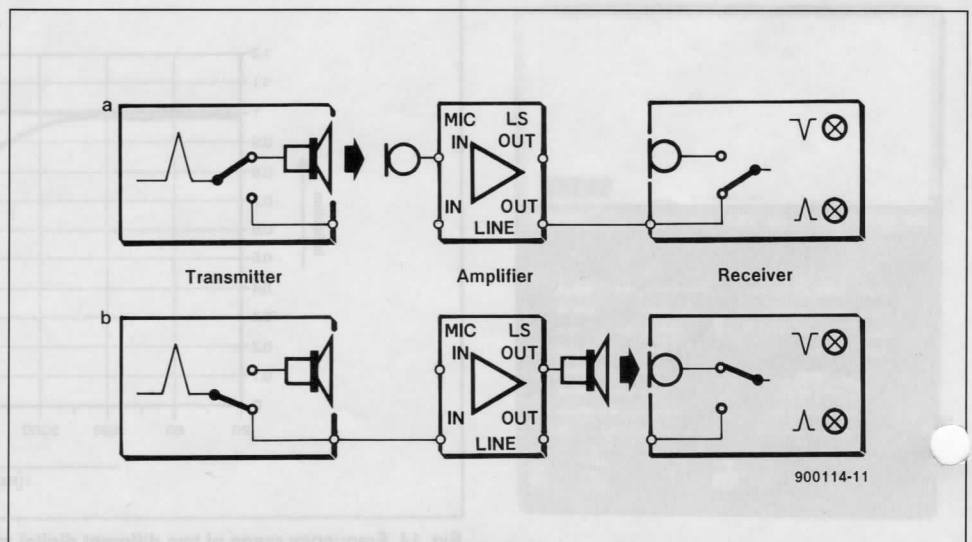 a
MIC LS
IN OUT
IN OUT
LINE
Transmitter Amplifier Receiver
b
MIC LS
IN OUT
IN OUT
LINE
900114-11